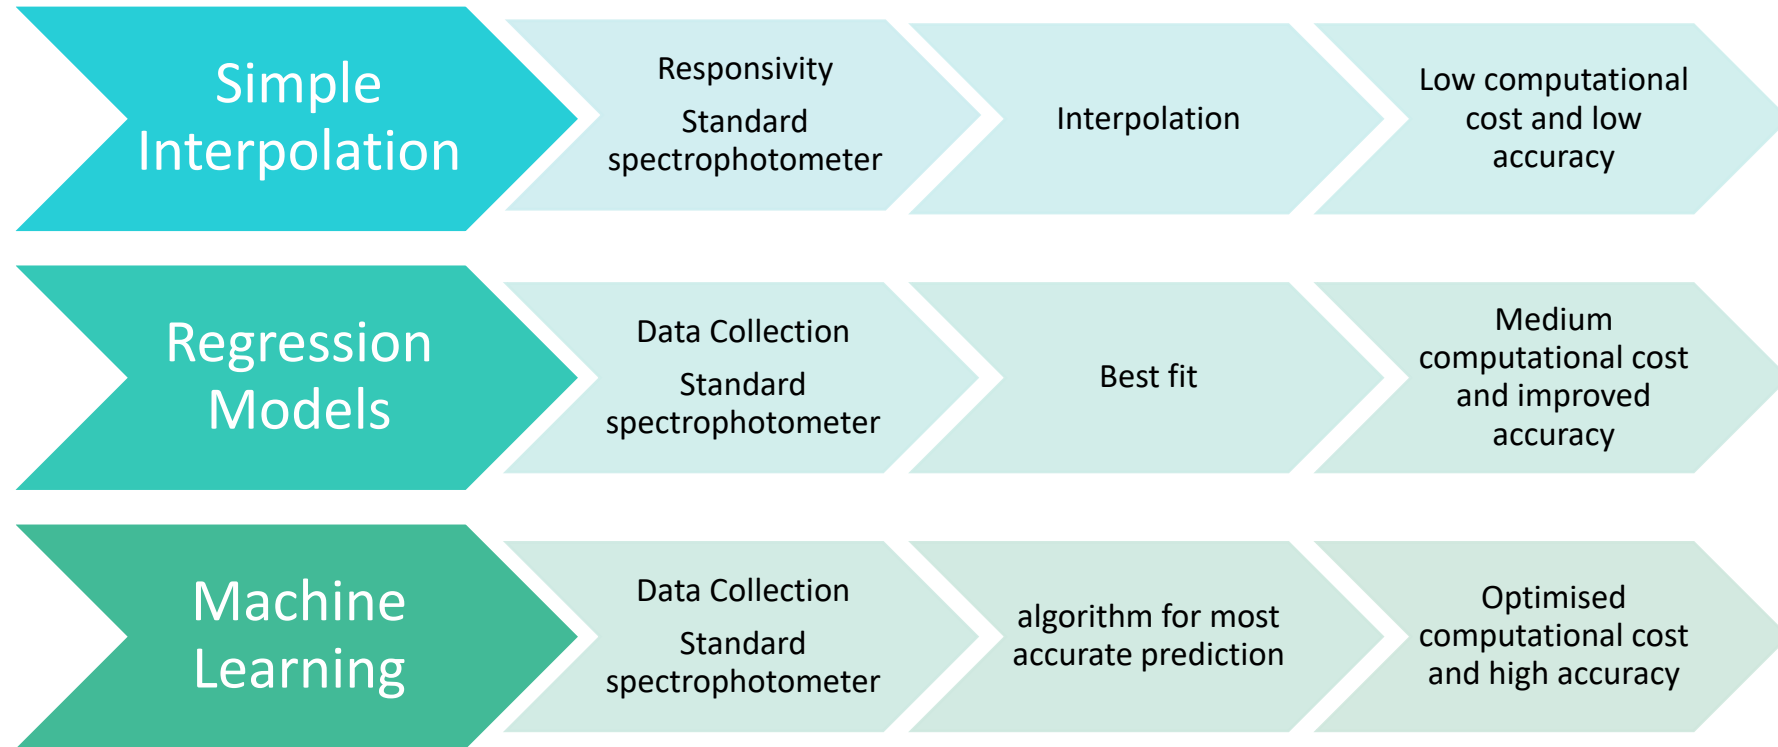 Simple
Interpolation
Responsivity
Standard
spectrophotometer
Interpolation
Low computational
cost and low
accuracy
Regression
Models
Data Collection
Standard
spectrophotometer
Best fit
Medium
computational cost
and improved
accuracy
Machine
Learning
Data Collection
Standard
spectrophotometer
algorithm for most
accurate prediction
Optimised
computational cost
and high accuracy